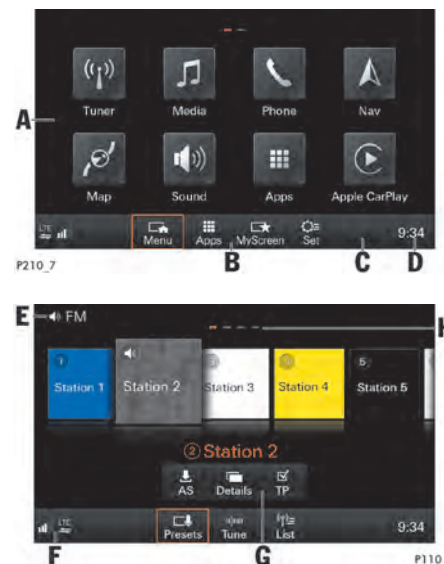 Tuner Media Phone Nav
A
Map Sound Apps Apple CarPlay
LTE Menu Apps MyScreen Set 9:34
P210_7 B C D
E FM H
1 5
Station 1 Station 2 Station 3 Station 4 Station 5
② Station 2
AS Details TP
LTE Presets Tune List 9:34
F G P110